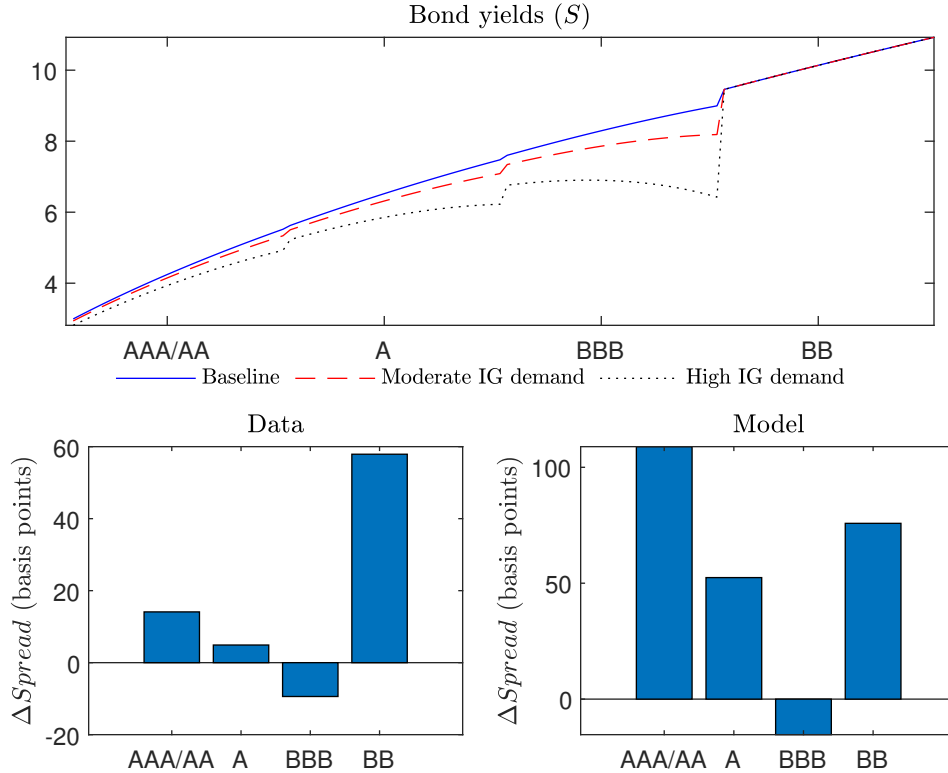 Bond yields (S)
10
8
6
4
AAA/AA A BBB BB
Baseline Moderate IG demand High IG demand
Data
ΔSpread (basis points)
60
40
20
0
-20
AAA/AA A BBB BB
Model
ΔSpread (basis points)
100
50
0
AAA/AA A BBB BB